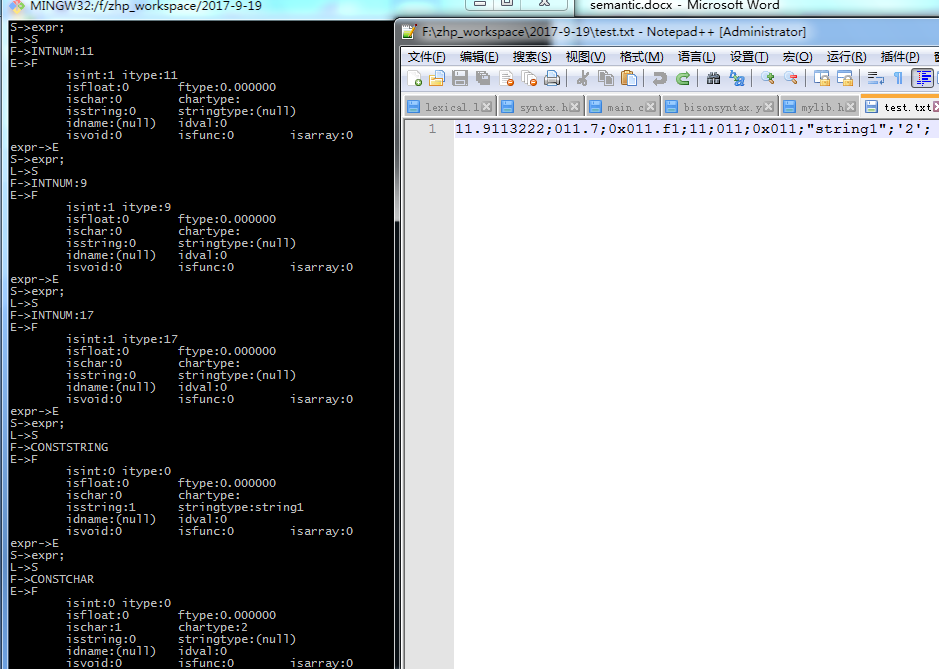 MINGW32:/f/zhp_workspace/2017-9-19
S->expr;
L->S
F->INTNUM:11
E->F
isint:1 itype:11
isfloat:0 ftype:0.000000
ischar:0 chartype:
isstring:0 stringtype:(null)
idname:(null) idval:0
isvoid:0 isfunc:0 isarray:0
expr->E
S->expr;
L->S
F->INTNUM:9
E->F
isint:1 itype:9
isfloat:0 ftype:0.000000
ischar:0 chartype:
isstring:0 stringtype:(null)
idname:(null) idval:0
isvoid:0 isfunc:0 isarray:0
expr->E
S->expr;
L->S
F->INTNUM:17
E->F
isint:1 itype:17
isfloat:0 ftype:0.000000
ischar:0 chartype:
isstring:0 stringtype:(null)
idname:(null) idval:0
isvoid:0 isfunc:0 isarray:0
expr->E
S->expr;
L->S
F->CONSTSTRING
E->F
isint:0 itype:0
isfloat:0 ftype:0.000000
ischar:0 chartype:
isstring:1 stringtype:string1
idname:(null) idval:0
isvoid:0 isfunc:0 isarray:0
expr->E
S->expr;
L->S
F->CONSTCHAR
E->F
isint:0 itype:0
isfloat:0 ftype:0.000000
ischar:1 chartype:2
isstring:0 stringtype:(null)
idname:(null) idval:0
isvoid:0 isfunc:0 isarray:0
semantic.docx - Microsoft Word
F:\zhp_workspace\2017-9-19\test.txt - Notepad++ [Administrator]
文件(F) 编辑(E) 搜索(S) 视图(V) 格式(M) 语言(L) 设置(T) 宏(O) 运行(R) 插件(P)
lexical.l syntax.h main.c bisonsyntax.y mylib.h test.txt
1 11.9113222;011.7;0x011.f1;11;011;0x011;"string1";'2';